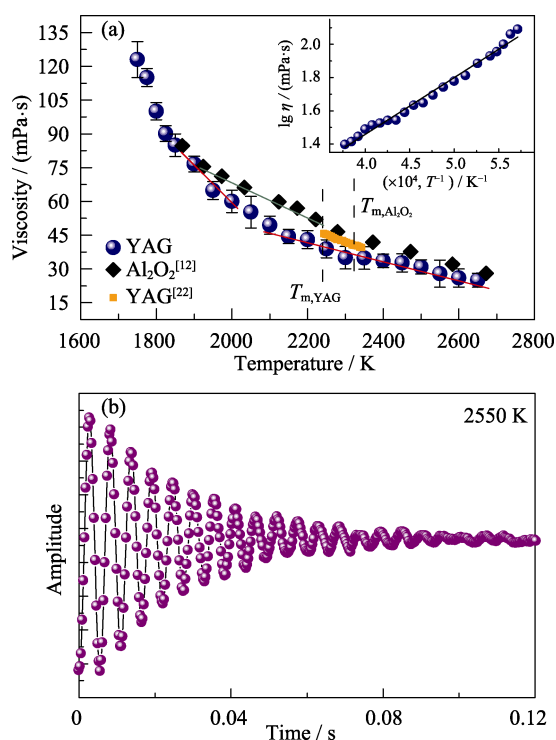 (a)
135
120
105
90
75
60
45
30
15
Viscosity / (mPa·s)
1600 1800 2000 2200 2400 2600 2800
Temperature / K
YAG
Al₂O₂[12]
YAG[22]
Tm,YAG
Tm,Al₂O₂
lg η / (mPa·s)
2.0
1.8
1.6
1.4
4.0 4.5 5.0 5.5
(×10⁴, T⁻¹) / K⁻¹
(b)
2550 K
Amplitude
0 0.04 0.08 0.12
Time / s